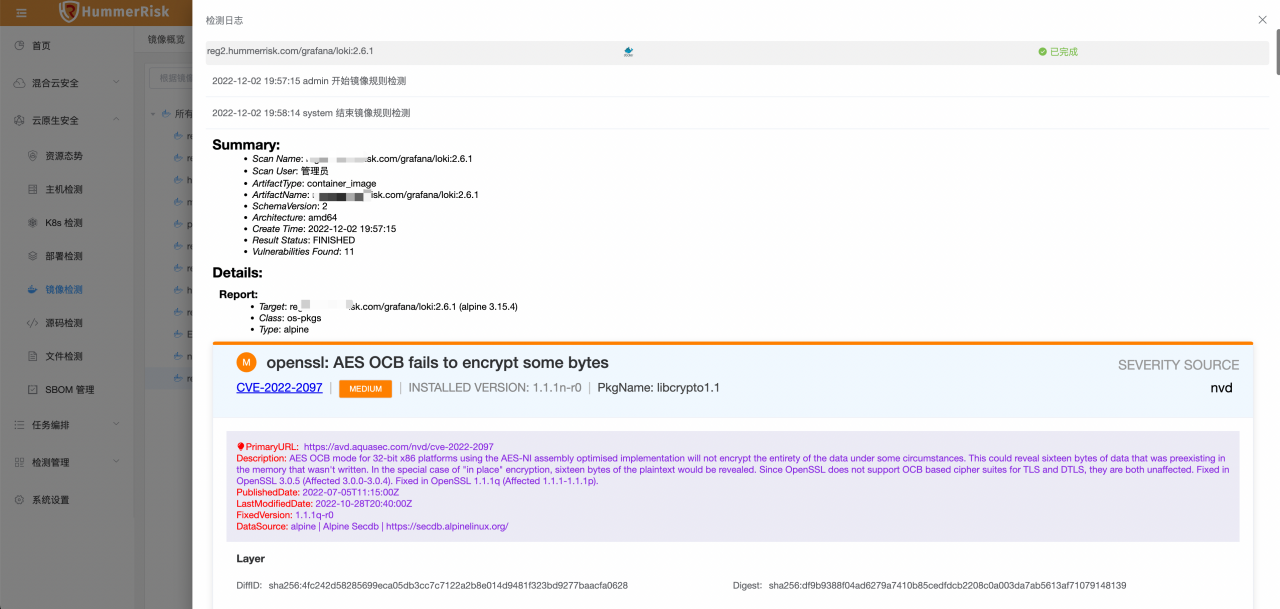 HummerRisk
首页
混合云安全
云原生安全
资源态势
主机检测
K8s 检测
部署检测
镜像检测
源码检测
文件检测
SBOM 管理
任务编排
检测管理
系统设置
镜像概览
根据镜像
所有
检测日志
reg2.hummerrisk.com/grafana/loki:2.6.1
已完成
2022-12-02 19:57:15 admin 开始镜像规则检测
2022-12-02 19:58:14 system 结束镜像规则检测
Summary:
Scan Name: sk.com/grafana/loki:2.6.1
Scan User: 管理员
ArtifactType: container_image
ArtifactName: isk.com/grafana/loki:2.6.1
SchemaVersion: 2
Architecture: amd64
Create Time: 2022-12-02 19:57:15
Result Status: FINISHED
Vulnerabilities Found: 11
Details:
Report:
Target: re sk.com/grafana/loki:2.6.1 (alpine 3.15.4)
Class: os-pkgs
Type: alpine
M openssl: AES OCB fails to encrypt some bytes
SEVERITY SOURCE
CVE-2022-2097 | MEDIUM | INSTALLED VERSION: 1.1.1n-r0 | PkgName: libcrypto1.1
nvd
PrimaryURL: https://avd.aquasec.com/nvd/cve-2022-2097
Description: AES OCB mode for 32-bit x86 platforms using the AES-NI assembly optimised implementation will not encrypt the entirety of the data under some circumstances. This could reveal sixteen bytes of data that was preexisting in
the memory that wasn't written. In the special case of "in place" encryption, sixteen bytes of the plaintext would be revealed. Since OpenSSL does not support OCB based cipher suites for TLS and DTLS, they are both unaffected. Fixed in
OpenSSL 3.0.5 (Affected 3.0.0-3.0.4). Fixed in OpenSSL 1.1.1q (Affected 1.1.1-1.1.1p).
PublishedDate: 2022-07-05T11:15:00Z
LastModifiedDate: 2022-10-28T20:40:00Z
FixedVersion: 1.1.1q-r0
DataSource: alpine | Alpine Secdb | https://secdb.alpinelinux.org/
Layer
DiffID: sha256:4fc242d58285699eca05db3cc7c7122a2b8e014d9481f323bd9277baacfa0628
Digest: sha256:df9b9388f04ad6279a7410b85cedfdcb2208c0a003da7ab5613af71079148139